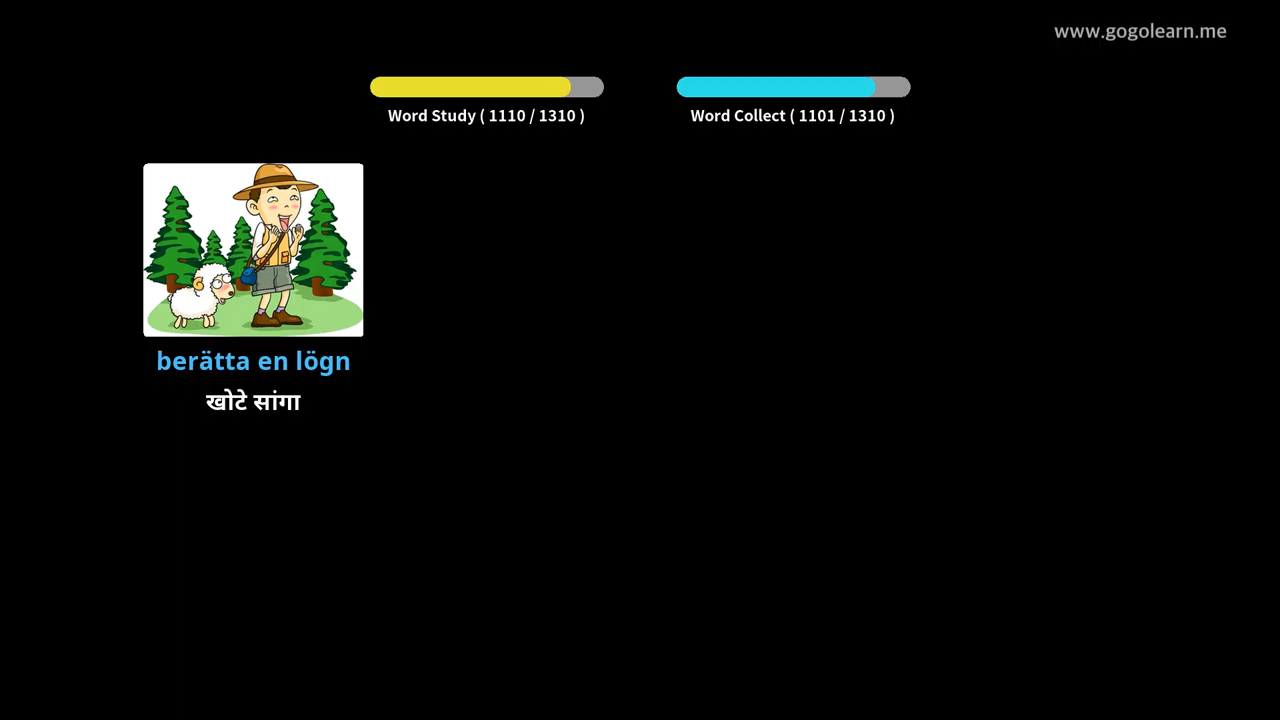 www.gogolearn.me
Word Study ( 1110 / 1310 )
Word Collect ( 1101 / 1310 )
berätta en lögn
खोटे सांगा